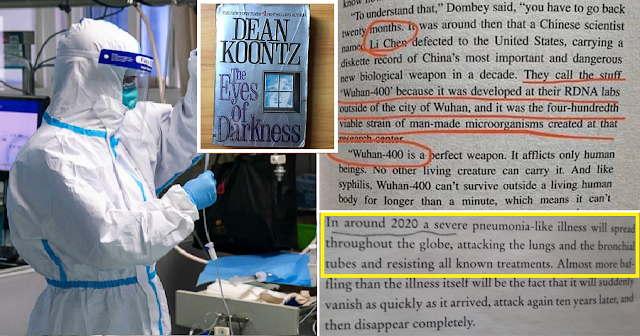 DEAN
KOONTZ
The
Eyes
of
Darkness
"To understand that," Dombey said, "you have to go back
twenty months. It was around then that a Chinese scientist
named Li Chen defected to the United States, carrying a
diskette record of China's most important and dangerous
new biological weapon in a decade. They call the stuff
'Wuhan-400' because it was developed at their RDNA labs
outside of the city of Wuhan, and it was the four-hundredth
viable strain of man-made microorganisms created at that
research center.
"Wuhan-400 is a perfect weapon. It afflicts only human
beings. No other living creature can carry it. And like
syphilis, Wuhan-400 can't survive outside a living human
body for longer than a minute, which means it can't
In around 2020 a severe pneumonia-like illness will spread
throughout the globe, attacking the lungs and the bronchial
tubes and resisting all known treatments. Almost more baf-
fling than the illness itself will be the fact that it will suddenly
vanish as quickly as it arrived, attack again ten years later, and
then disappear completely.